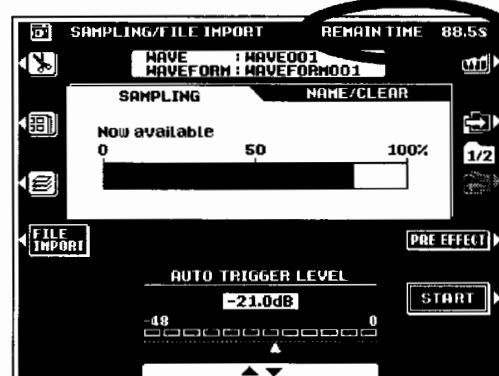 SAMPLING/FILE IMPORT REMAIN TIME 88.5S
WAVE : WAVE001
WAVEFORM : WAVEFORM001
SAMPLING NAME/CLEAR
Now available
0 50 100%
1/2
FILE IMPORT
PRE EFFECT
AUTO TRIGGER LEVEL
-21.0dB
START
-48 0